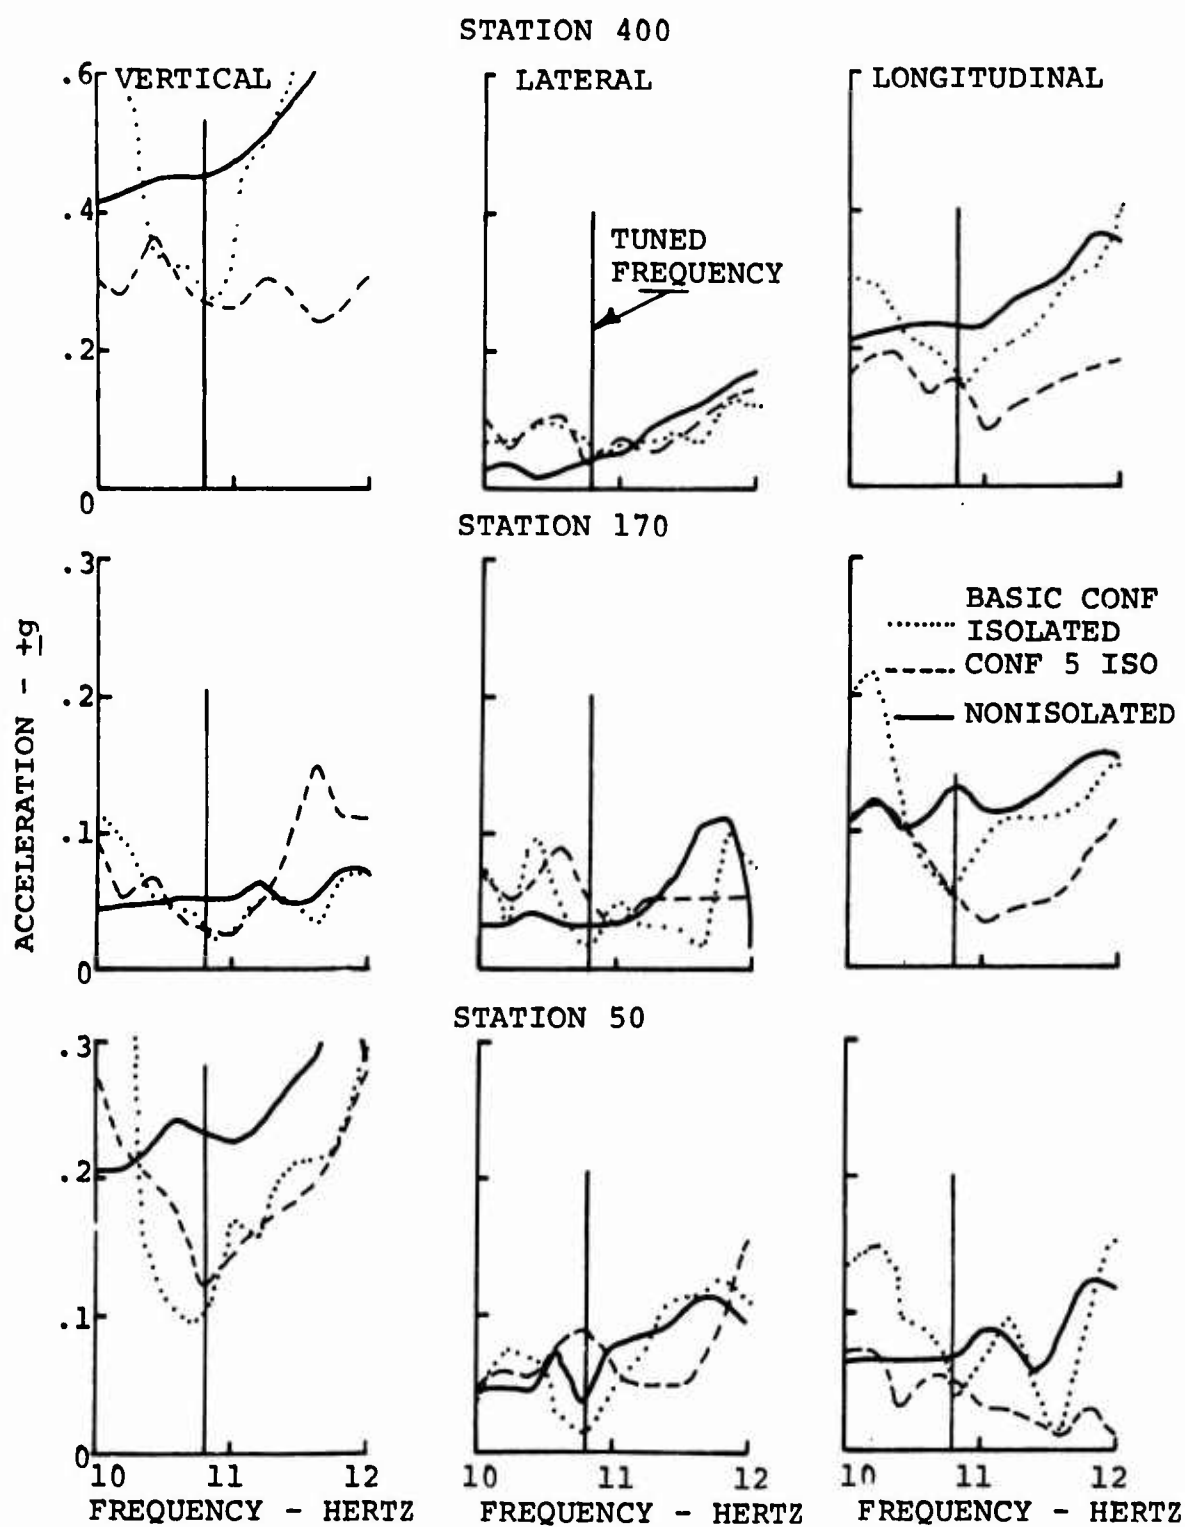 STATION 400
VERTICAL
LATERAL
LONGITUDINAL
.6
.4
.2
0
TUNED
FREQUENCY
STATION 170
.3
.2
.1
0
ACCELERATION - ±g
BASIC CONF
ISOLATED
CONF 5 ISO
NONISOLATED
STATION 50
.3
.2
.1
0
10 11 12
10 11 12
10 11 12
FREQUENCY - HERTZ
FREQUENCY - HERTZ
FREQUENCY - HERTZ